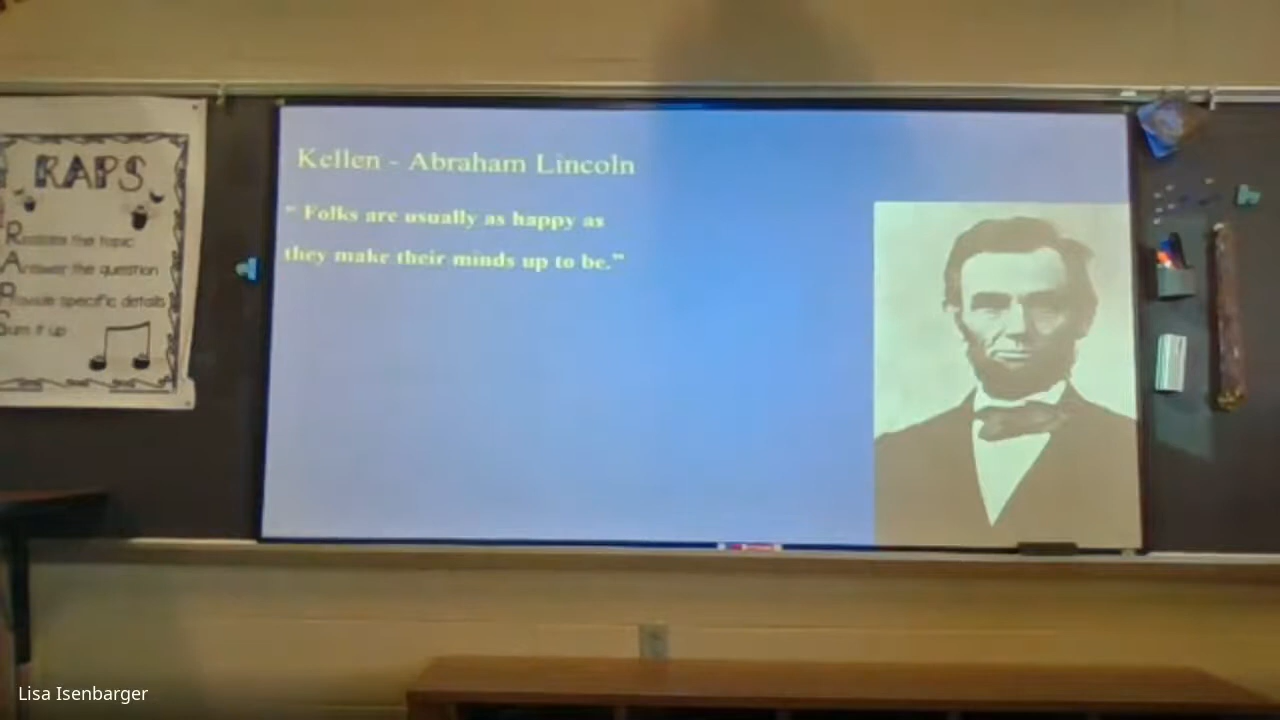 RAPS
Restate the topic
Answer the question
Provide specific details
Sum it up
Kellen - Abraham Lincoln
" Folks are usually as happy as
they make their minds up to be."
Lisa Isenbarger